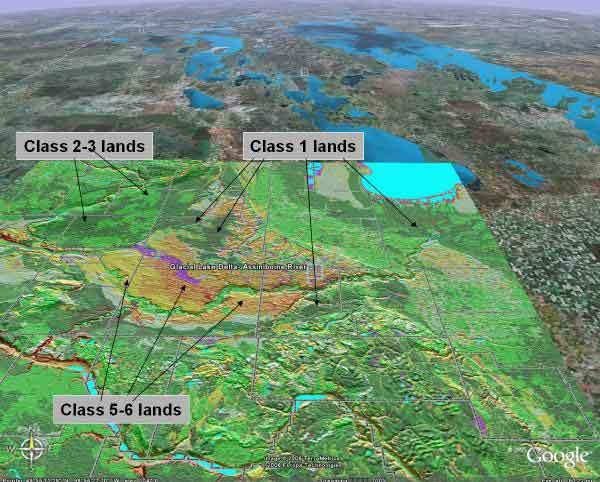 Class 2-3 lands
Class 1 lands
Glacial Lake Delta- Assiniboine River
Class 5-6 lands
W
Google